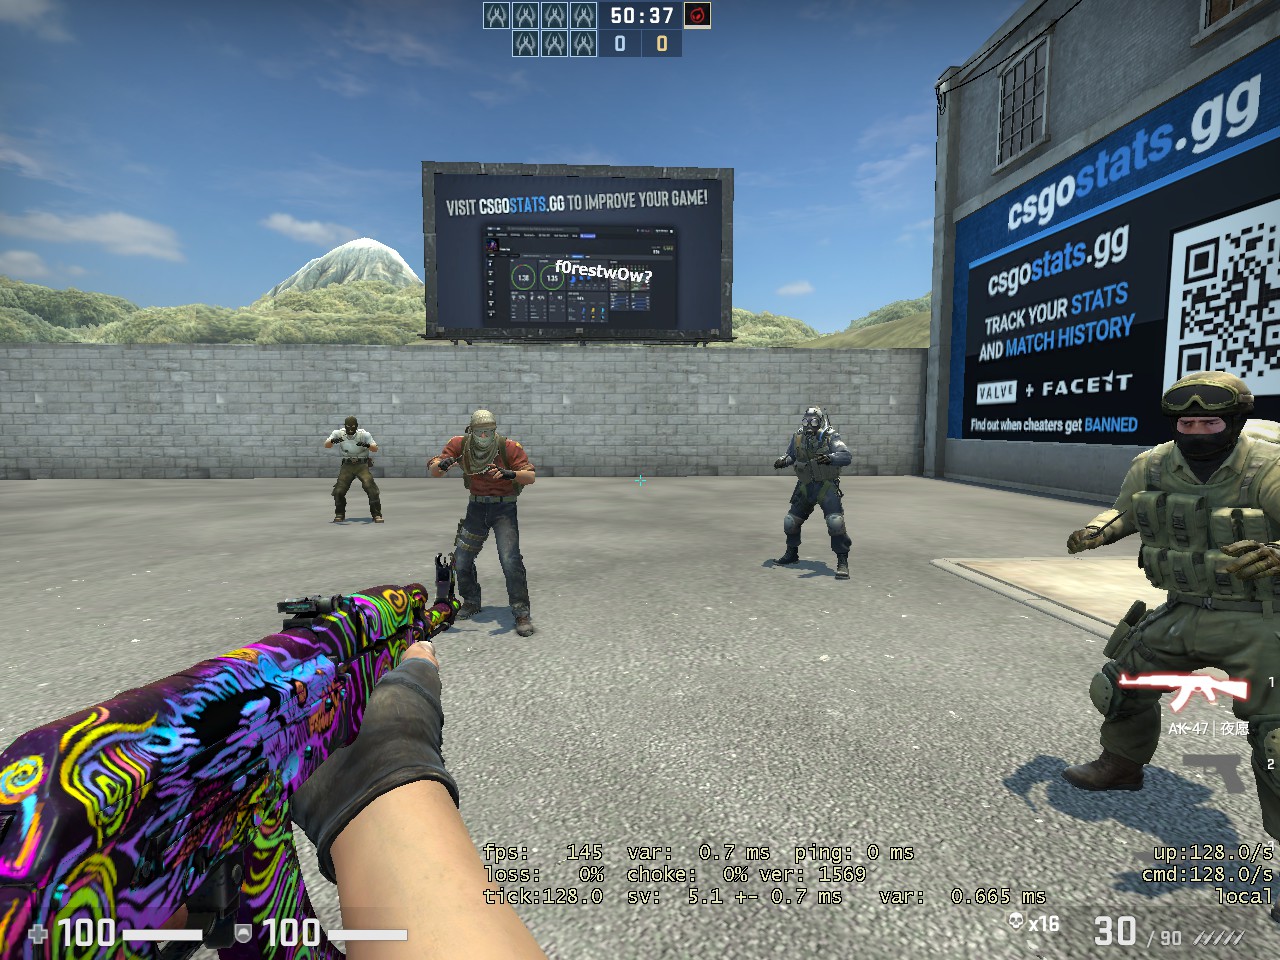 50:37
0 0
VISIT CSGOSTATS.GG TO IMPROVE YOUR GAME!
1.38 1.35
f0restwOw?
csgostats.gg
csgostats.gg
TRACK YOUR STATS
AND MATCH HISTORY
VALVE + FACEIT
Find out when cheaters get BANNED
1
AK-47 | 夜愿
2
fps: 145 var: 0.7 ms ping: 0 ms
loss: 0% choke: 0% ver: 1569
tick:128.0 sv: 5.1 +- 0.7 ms var: 0.665 ms
up:128.0/s
cmd:128.0/s
local
100 100
x16
30 / 90